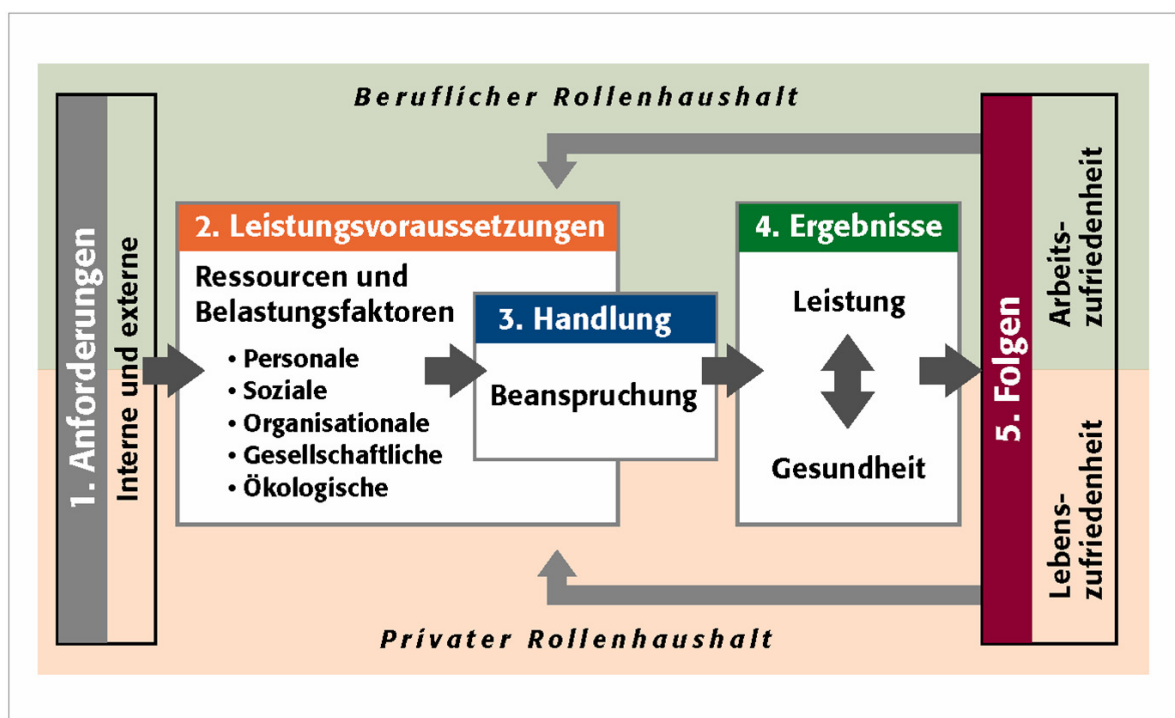 Beruflicher Rollenhaushalt
1. Anforderungen
Interne und externe
2. Leistungsvoraussetzungen
Ressourcen und
Belastungsfaktoren
• Personale
• Soziale
• Organisationale
• Gesellschaftliche
• Ökologische
3. Handlung
Beanspruchung
4. Ergebnisse
Leistung
Gesundheit
5. Folgen
Arbeits-
zufriedenheit
Lebens-
zufriedenheit
Privater Rollenhaushalt